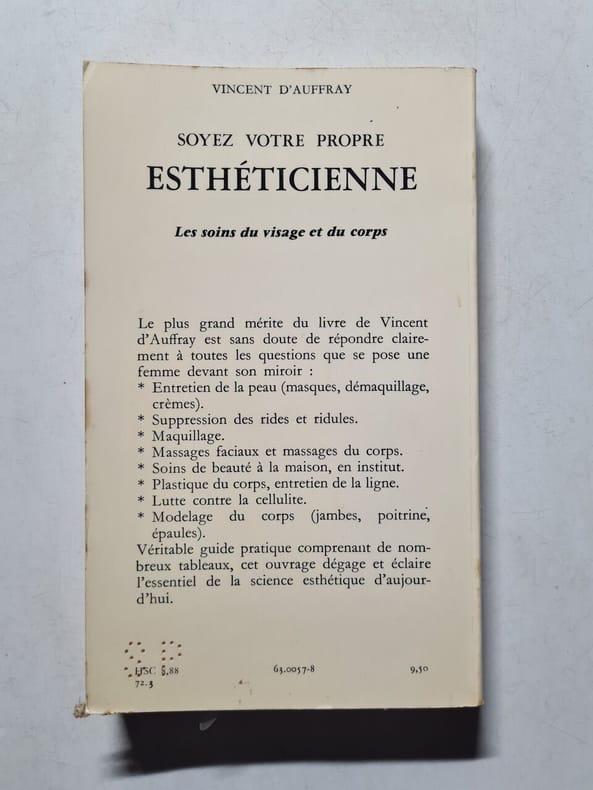 VINCENT D'AUFFRAY
SOYEZ VOTRE PROPRE
ESTHÉTICIENNE
Les soins du visage et du corps
Le plus grand mérite du livre de Vincent
d'Auffray est sans doute de répondre claire-
ment à toutes les questions que se pose une
femme devant son miroir :
* Entretien de la peau (masques, démaquillage,
crèmes).
* Suppression des rides et ridules.
* Maquillage.
* Massages faciaux et massages du corps.
* Soins de beauté à la maison, en institut.
* Plastique du corps, entretien de la ligne.
* Lutte contre la cellulite.
* Modelage du corps (jambes, poitrine,
épaules).
Véritable guide pratique comprenant de nom-
breux tableaux, cet ouvrage dégage et éclaire
l'essentiel de la science esthétique d'aujour-
d'hui.
63.0057-8 9,50
72.3